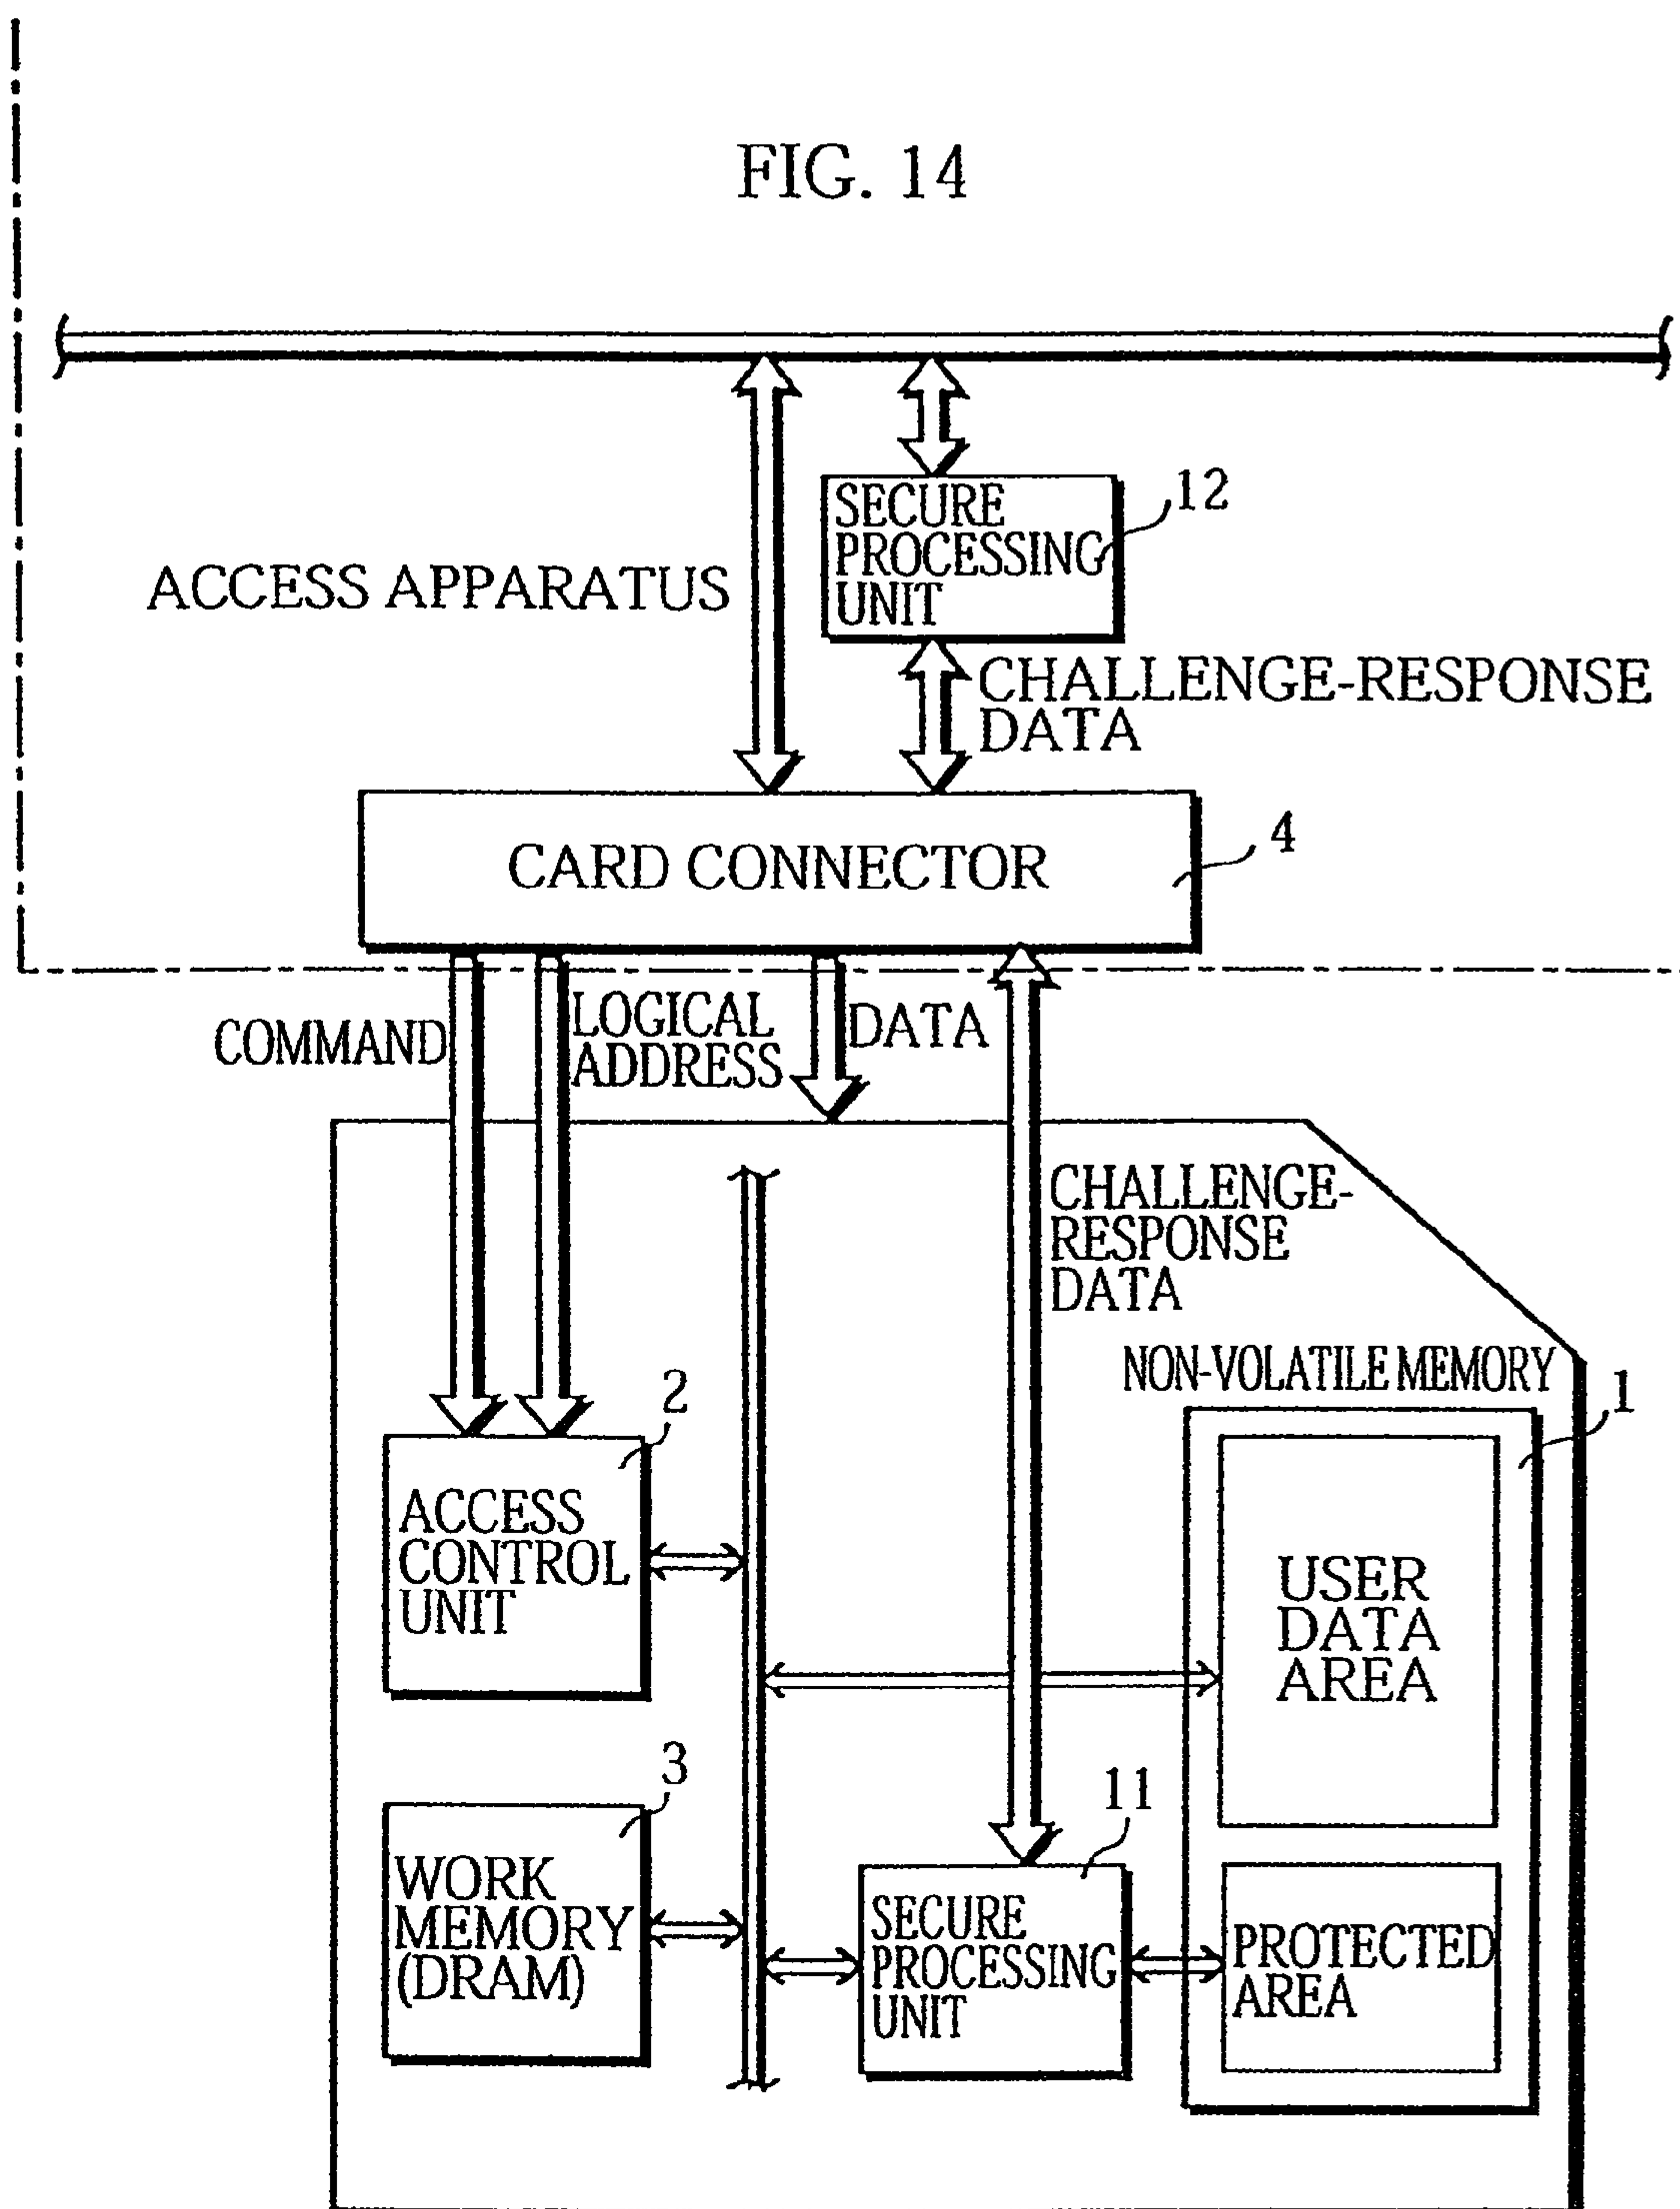 FIG. 14
SECURE
PROCESSING
UNIT
12
ACCESS APPARATUS
CHALLENGE-RESPONSE
DATA
CARD CONNECTOR
4
COMMAND
LOGICAL
ADDRESS
DATA
CHALLENGE-
RESPONSE
DATA
NON-VOLATILE MEMORY
1
2
ACCESS
CONTROL
UNIT
USER
DATA
AREA
3
WORK
MEMORY
(DRAM)
11
SECURE
PROCESSING
UNIT
PROTECTED
AREA